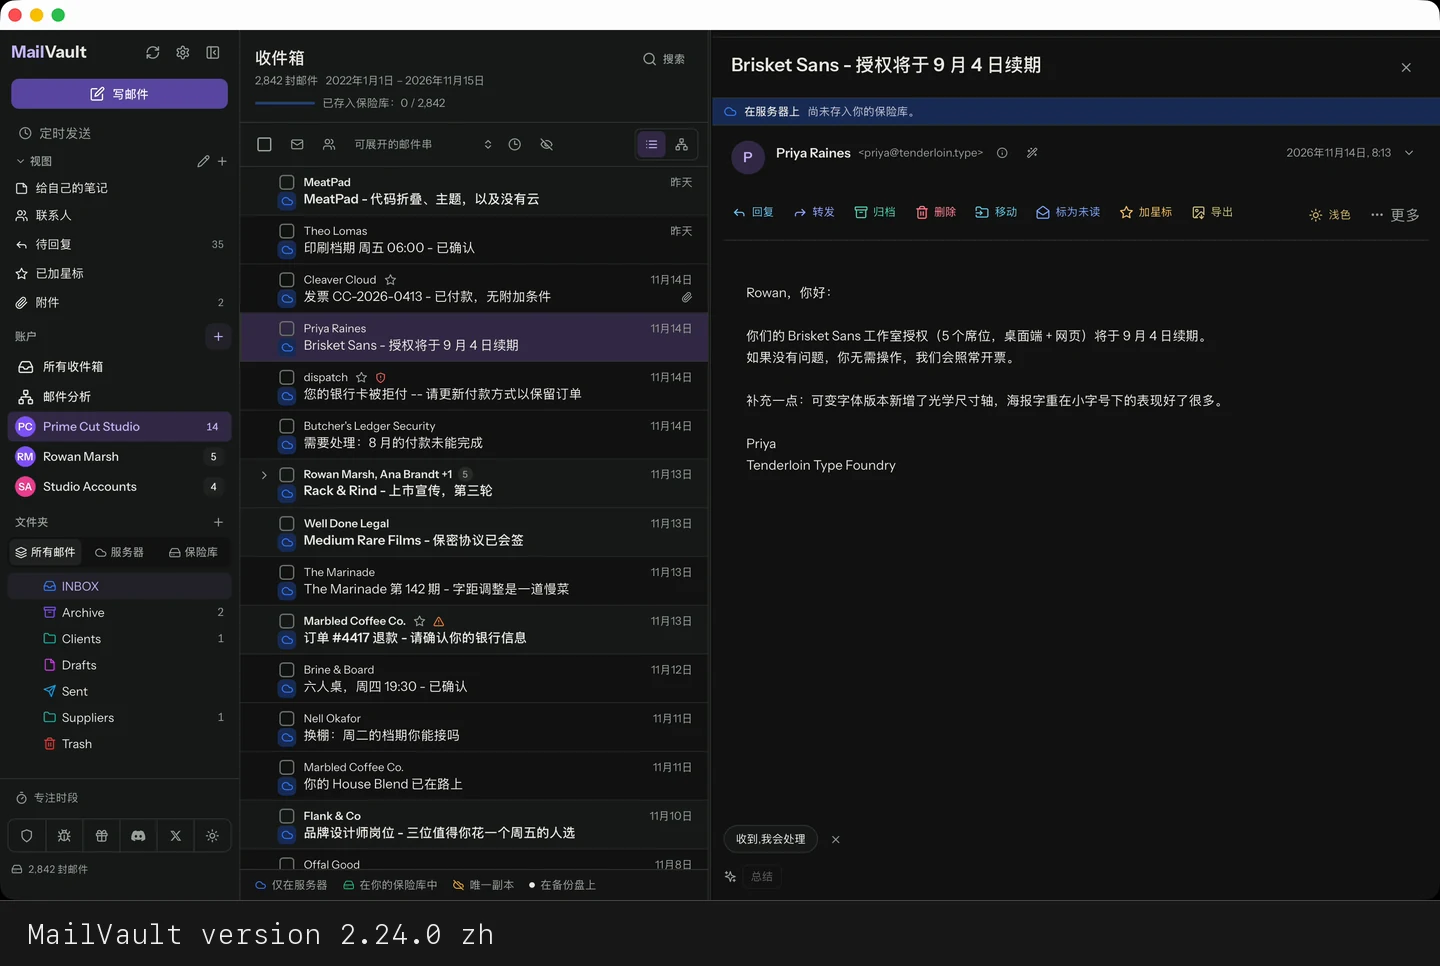 MailVault
写邮件
定时发送
视图
给自己的笔记
联系人
待回复 35
已加星标
附件 2
账户
所有收件箱
邮件分析
PC Prime Cut Studio 14
RM Rowan Marsh 5
SA Studio Accounts 4
文件夹
所有邮件 服务器 保险库
INBOX
Archive 2
Clients 1
Drafts
Sent
Suppliers 1
Trash
专注时段
2,842 封邮件
收件箱
搜索
2,842 封邮件 2022年1月1日 – 2026年11月15日
已存入保险库：0 / 2,842
可展开的邮件串
MeatPad 昨天
MeatPad - 代码折叠、主题，以及没有云
Theo Lomas 昨天
印刷档期 周五 06:00 - 已确认
Cleaver Cloud 11月14日
发票 CC-2026-0413 - 已付款，无附加条件
Priya Raines 11月14日
Brisket Sans - 授权将于 9 月 4 日续期
dispatch 11月14日
您的银行卡被拒付 -- 请更新付款方式以保留订单
Butcher's Ledger Security 11月14日
需要处理：8 月的付款未能完成
Rowan Marsh, Ana Brandt +1 5 11月13日
Rack & Rind - 上市宣传，第三轮
Well Done Legal 11月13日
Medium Rare Films - 保密协议已会签
The Marinade 11月13日
The Marinade 第 142 期 - 字距调整是一道慢菜
Marbled Coffee Co. 11月13日
订单 #4417 退款 - 请确认你的银行信息
Brine & Board 11月12日
六人桌，周四 19:30 - 已确认
Nell Okafor 11月11日
换棚：周二的档期你能接吗
Marbled Coffee Co. 11月11日
你的 House Blend 已在路上
Flank & Co 11月10日
品牌设计师岗位 - 三位值得你花一个周五的人选
Offal Good 11月8日
仅在服务器 在你的保险库中 唯一副本 在备份盘上
Brisket Sans - 授权将于 9 月 4 日续期
在服务器上 尚未存入你的保险库。
P Priya Raines <priya@tenderloin.type> 2026年11月14日, 8:13
回复 转发 归档 删除 移动 标为未读 加星标 导出 浅色 更多
Rowan，你好：
你们的 Brisket Sans 工作室授权（5 个席位，桌面端 + 网页）将于 9 月 4 日续期。
如果没有问题，你无需操作，我们会照常开票。
补充一点：可变字体版本新增了光学尺寸轴，海报字重在小字号下的表现好了很多。
Priya
Tenderloin Type Foundry
收到,我会处理
总结
MailVault version 2.24.0 zh